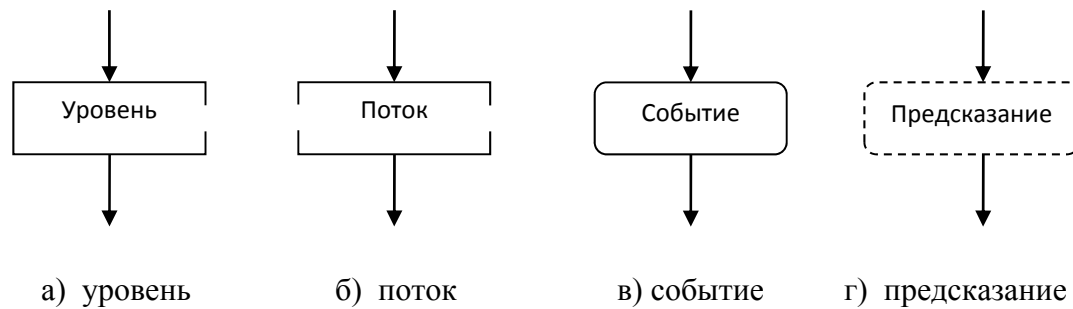 Уровень Поток Событие Предсказание
а) уровень б) поток в) событие г) предсказание